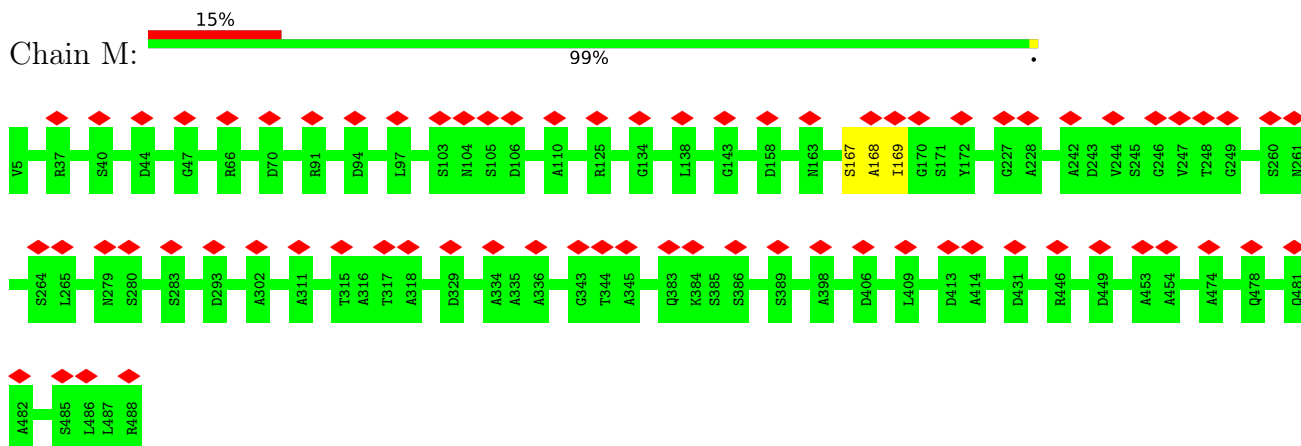 15%
Chain M:
99%
.
V5 R37 S40 D44 G47 R66 D70 R91 D94 L97 S103 N104 S105 D106 A110 R125 G134 L138 G143 D158 N163 S167 A168 I169 G170 S171 Y172 G227 A228 A242 D243 V244 S245 G246 V247 T248 G249 S260 N261
S264 L265 N279 S280 S283 D293 A302 A311 T315 A316 T317 A318 D329 A334 A335 A336 G343 T344 A345 Q383 K384 S385 S386 S389 A398 D406 L409 D413 A414 D431 R446 D449 A453 A454 A474 Q478 D481
A482 S485 L486 L487 R488